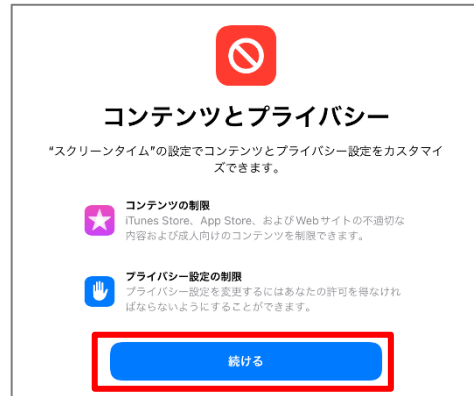 コンテンツとプライバシー
“スクリーンタイム”の設定でコンテンツとプライバシー設定をカスタマイ
ズできます。
コンテンツの制限
iTunes Store、App Store、およびWebサイトの不適切な
内容および成人向けのコンテンツを制限できます。
プライバシー設定の制限
プライバシー設定を変更するにはあなたの許可を得なけれ
ばならないようにすることができます。
続ける